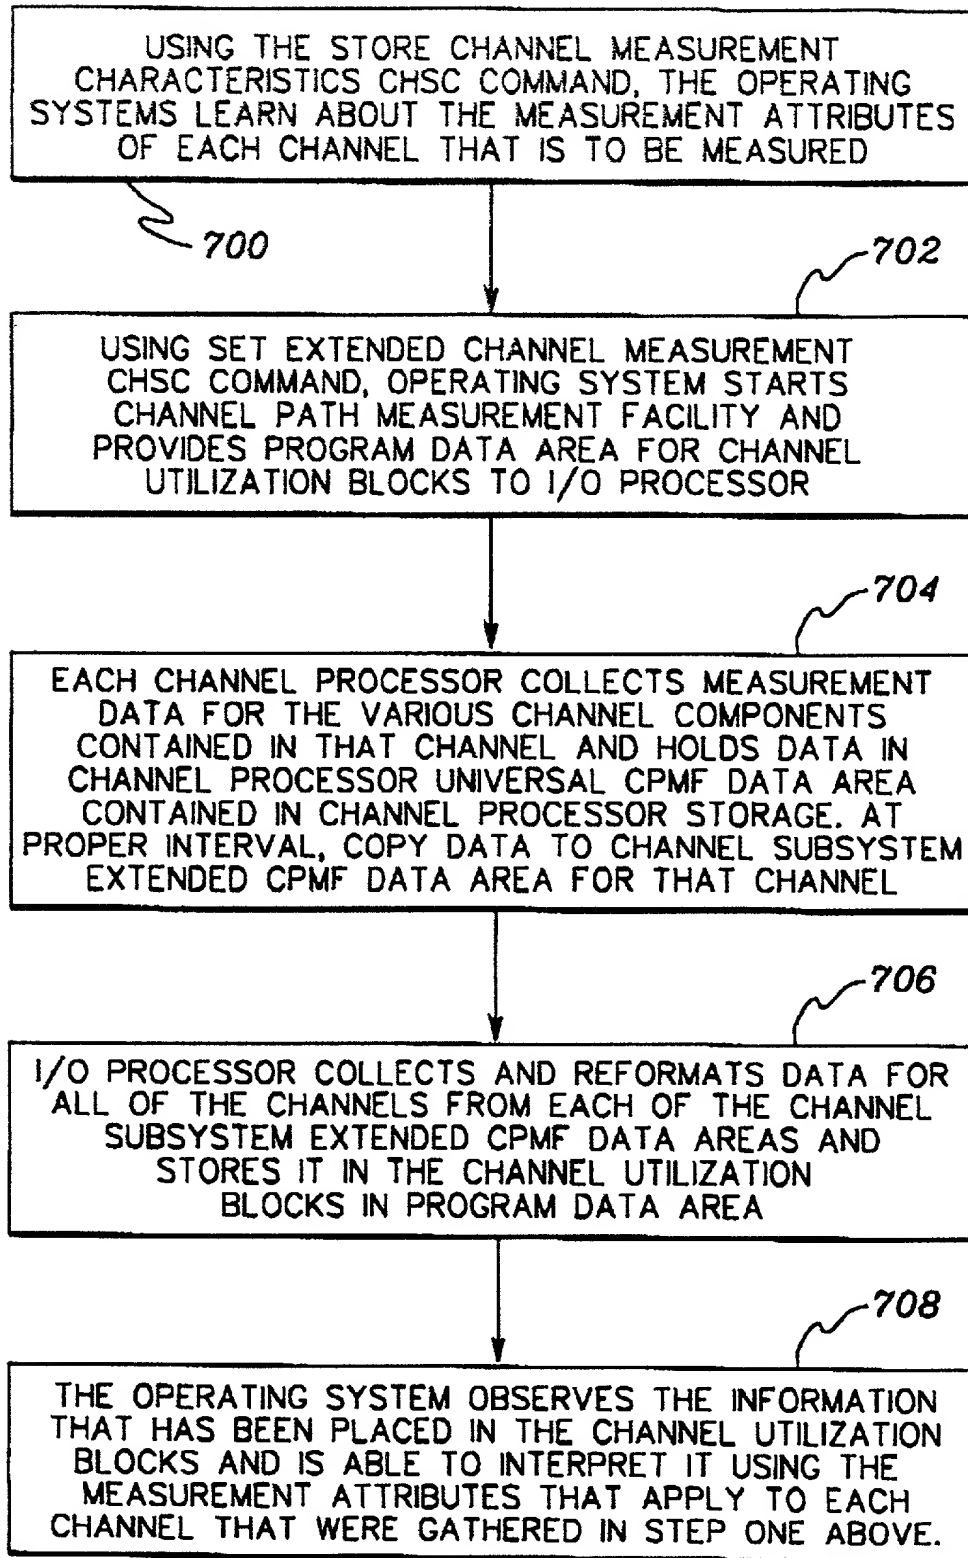 USING THE STORE CHANNEL MEASUREMENT
CHARACTERISTICS CHSC COMMAND, THE OPERATING
SYSTEMS LEARN ABOUT THE MEASUREMENT ATTRIBUTES
OF EACH CHANNEL THAT IS TO BE MEASURED
700
702
USING SET EXTENDED CHANNEL MEASUREMENT
CHSC COMMAND, OPERATING SYSTEM STARTS
CHANNEL PATH MEASUREMENT FACILITY AND
PROVIDES PROGRAM DATA AREA FOR CHANNEL
UTILIZATION BLOCKS TO I/O PROCESSOR
704
EACH CHANNEL PROCESSOR COLLECTS MEASUREMENT
DATA FOR THE VARIOUS CHANNEL COMPONENTS
CONTAINED IN THAT CHANNEL AND HOLDS DATA IN
CHANNEL PROCESSOR UNIVERSAL CPMF DATA AREA
CONTAINED IN CHANNEL PROCESSOR STORAGE. AT
PROPER INTERVAL, COPY DATA TO CHANNEL SUBSYSTEM
EXTENDED CPMF DATA AREA FOR THAT CHANNEL
706
I/O PROCESSOR COLLECTS AND REFORMATS DATA FOR
ALL OF THE CHANNELS FROM EACH OF THE CHANNEL
SUBSYSTEM EXTENDED CPMF DATA AREAS AND
STORES IT IN THE CHANNEL UTILIZATION
BLOCKS IN PROGRAM DATA AREA
708
THE OPERATING SYSTEM OBSERVES THE INFORMATION
THAT HAS BEEN PLACED IN THE CHANNEL UTILIZATION
BLOCKS AND IS ABLE TO INTERPRET IT USING THE
MEASUREMENT ATTRIBUTES THAT APPLY TO EACH
CHANNEL THAT WERE GATHERED IN STEP ONE ABOVE.